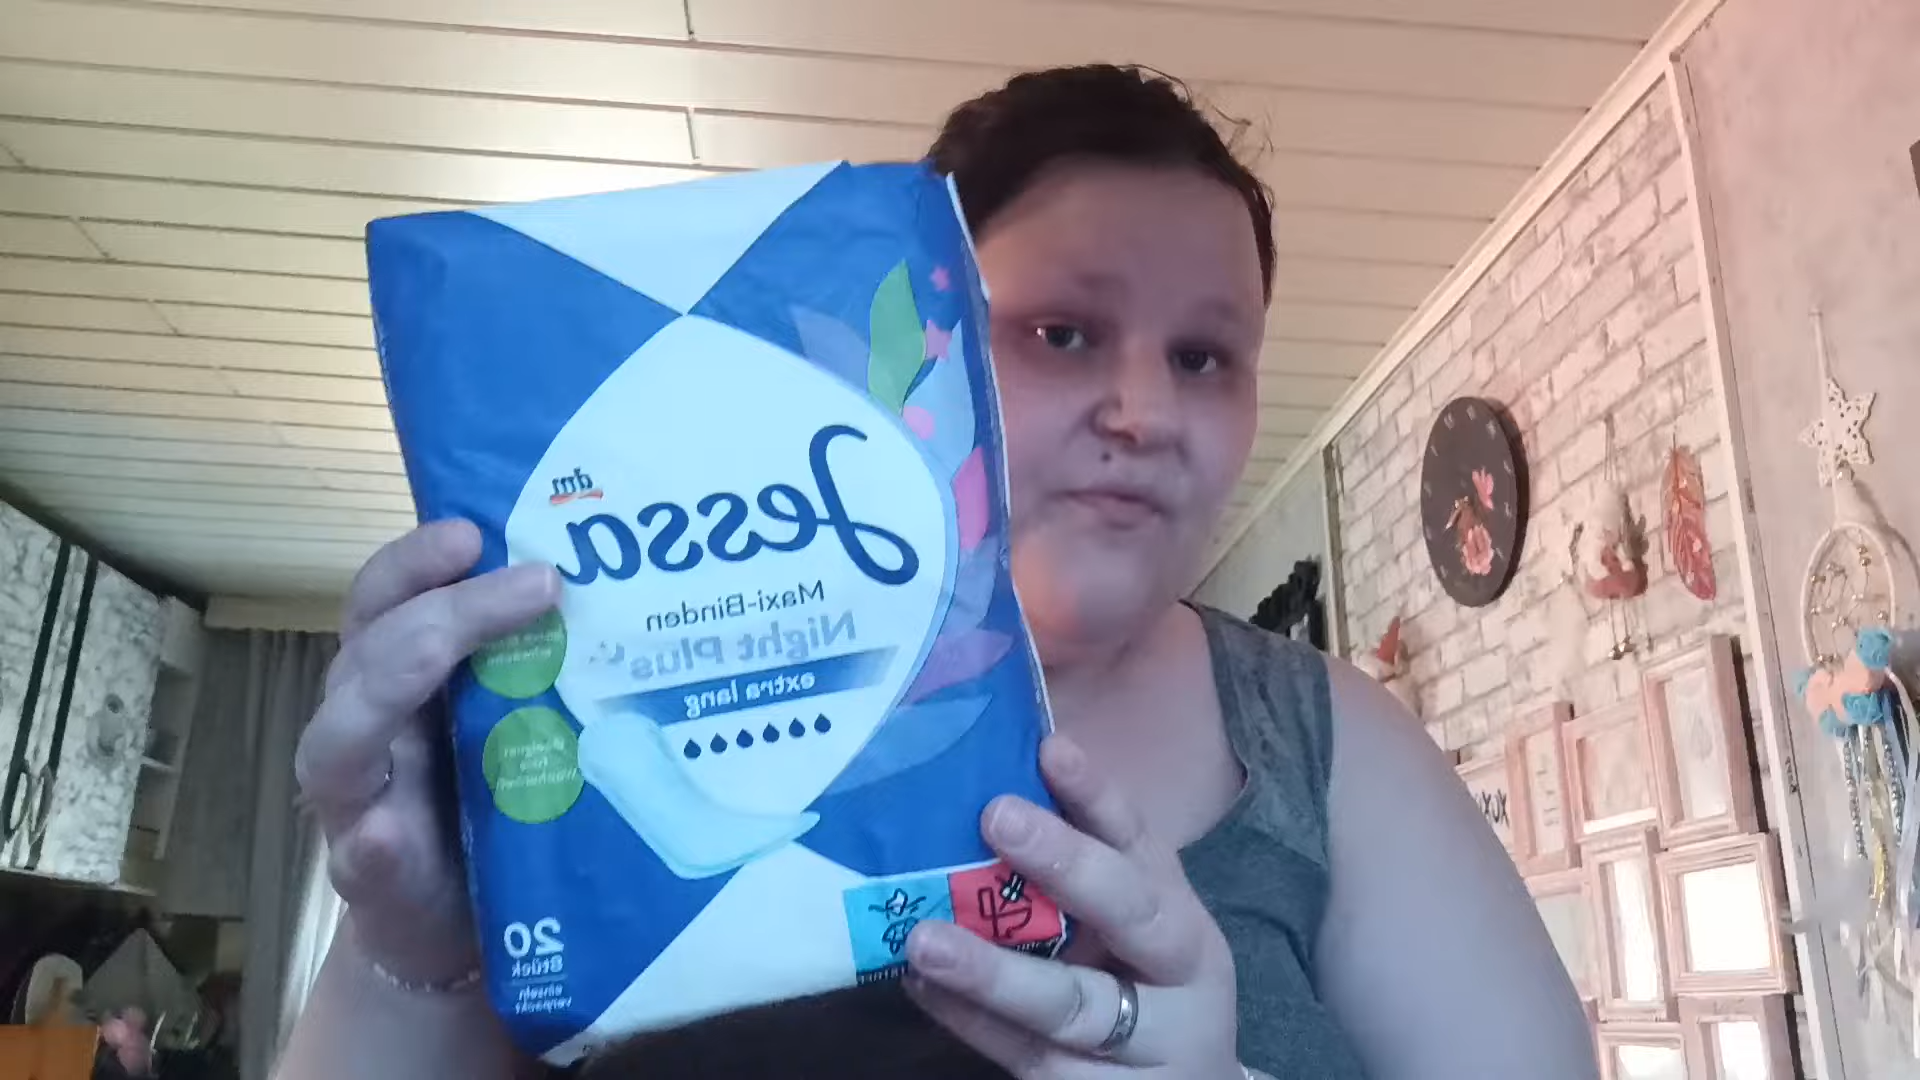 dm
Jessa
Maxi-Binden
Night Plus
extra lang
20
Stück
einzeln
verpackt